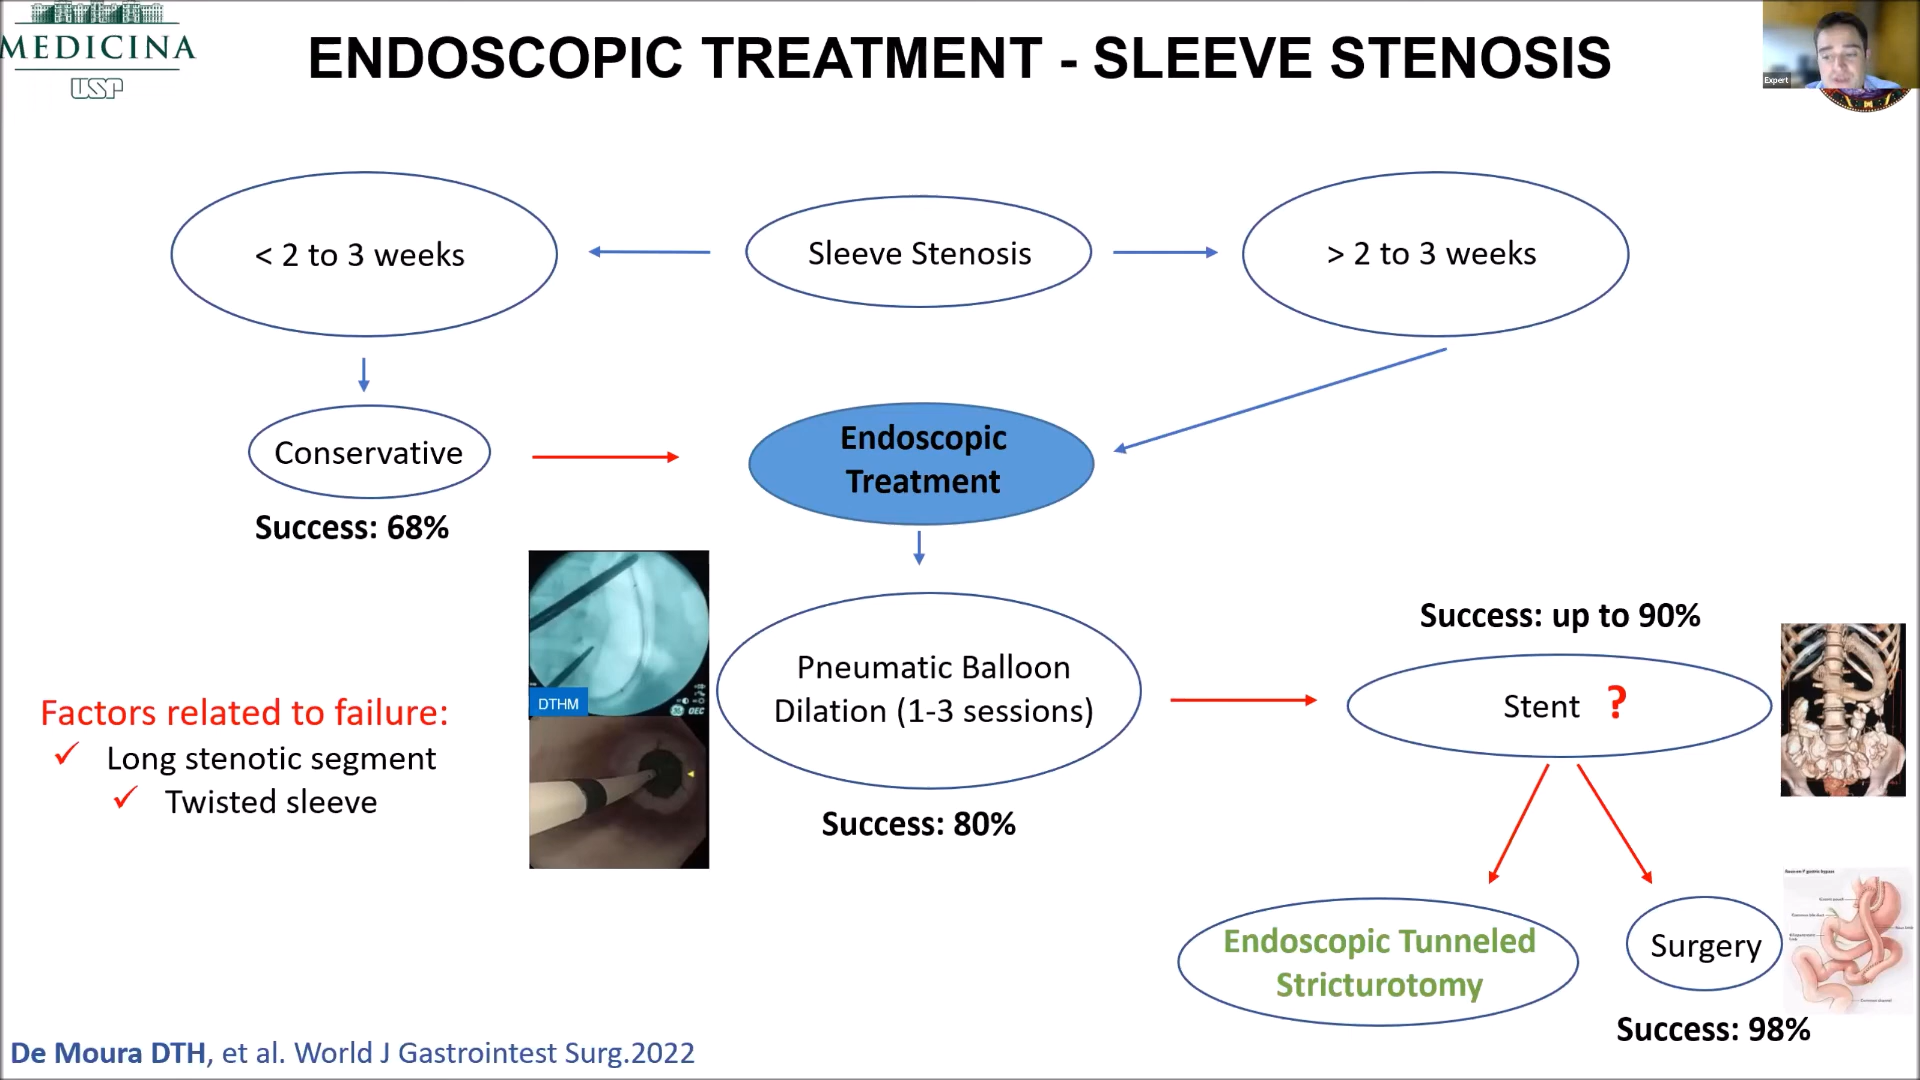 MEDICINA
USP
ENDOSCOPIC TREATMENT - SLEEVE STENOSIS
Expert
< 2 to 3 weeks
Sleeve Stenosis
> 2 to 3 weeks
Conservative
Success: 68%
Endoscopic
Treatment
DTHM
OEC
Pneumatic Balloon
Dilation (1-3 sessions)
Success: 80%
Success: up to 90%
Stent ?
Factors related to failure:
✓ Long stenotic segment
✓ Twisted sleeve
Endoscopic Tunneled
Stricturotomy
Surgery
Success: 98%
De Moura DTH, et al. World J Gastrointest Surg.2022